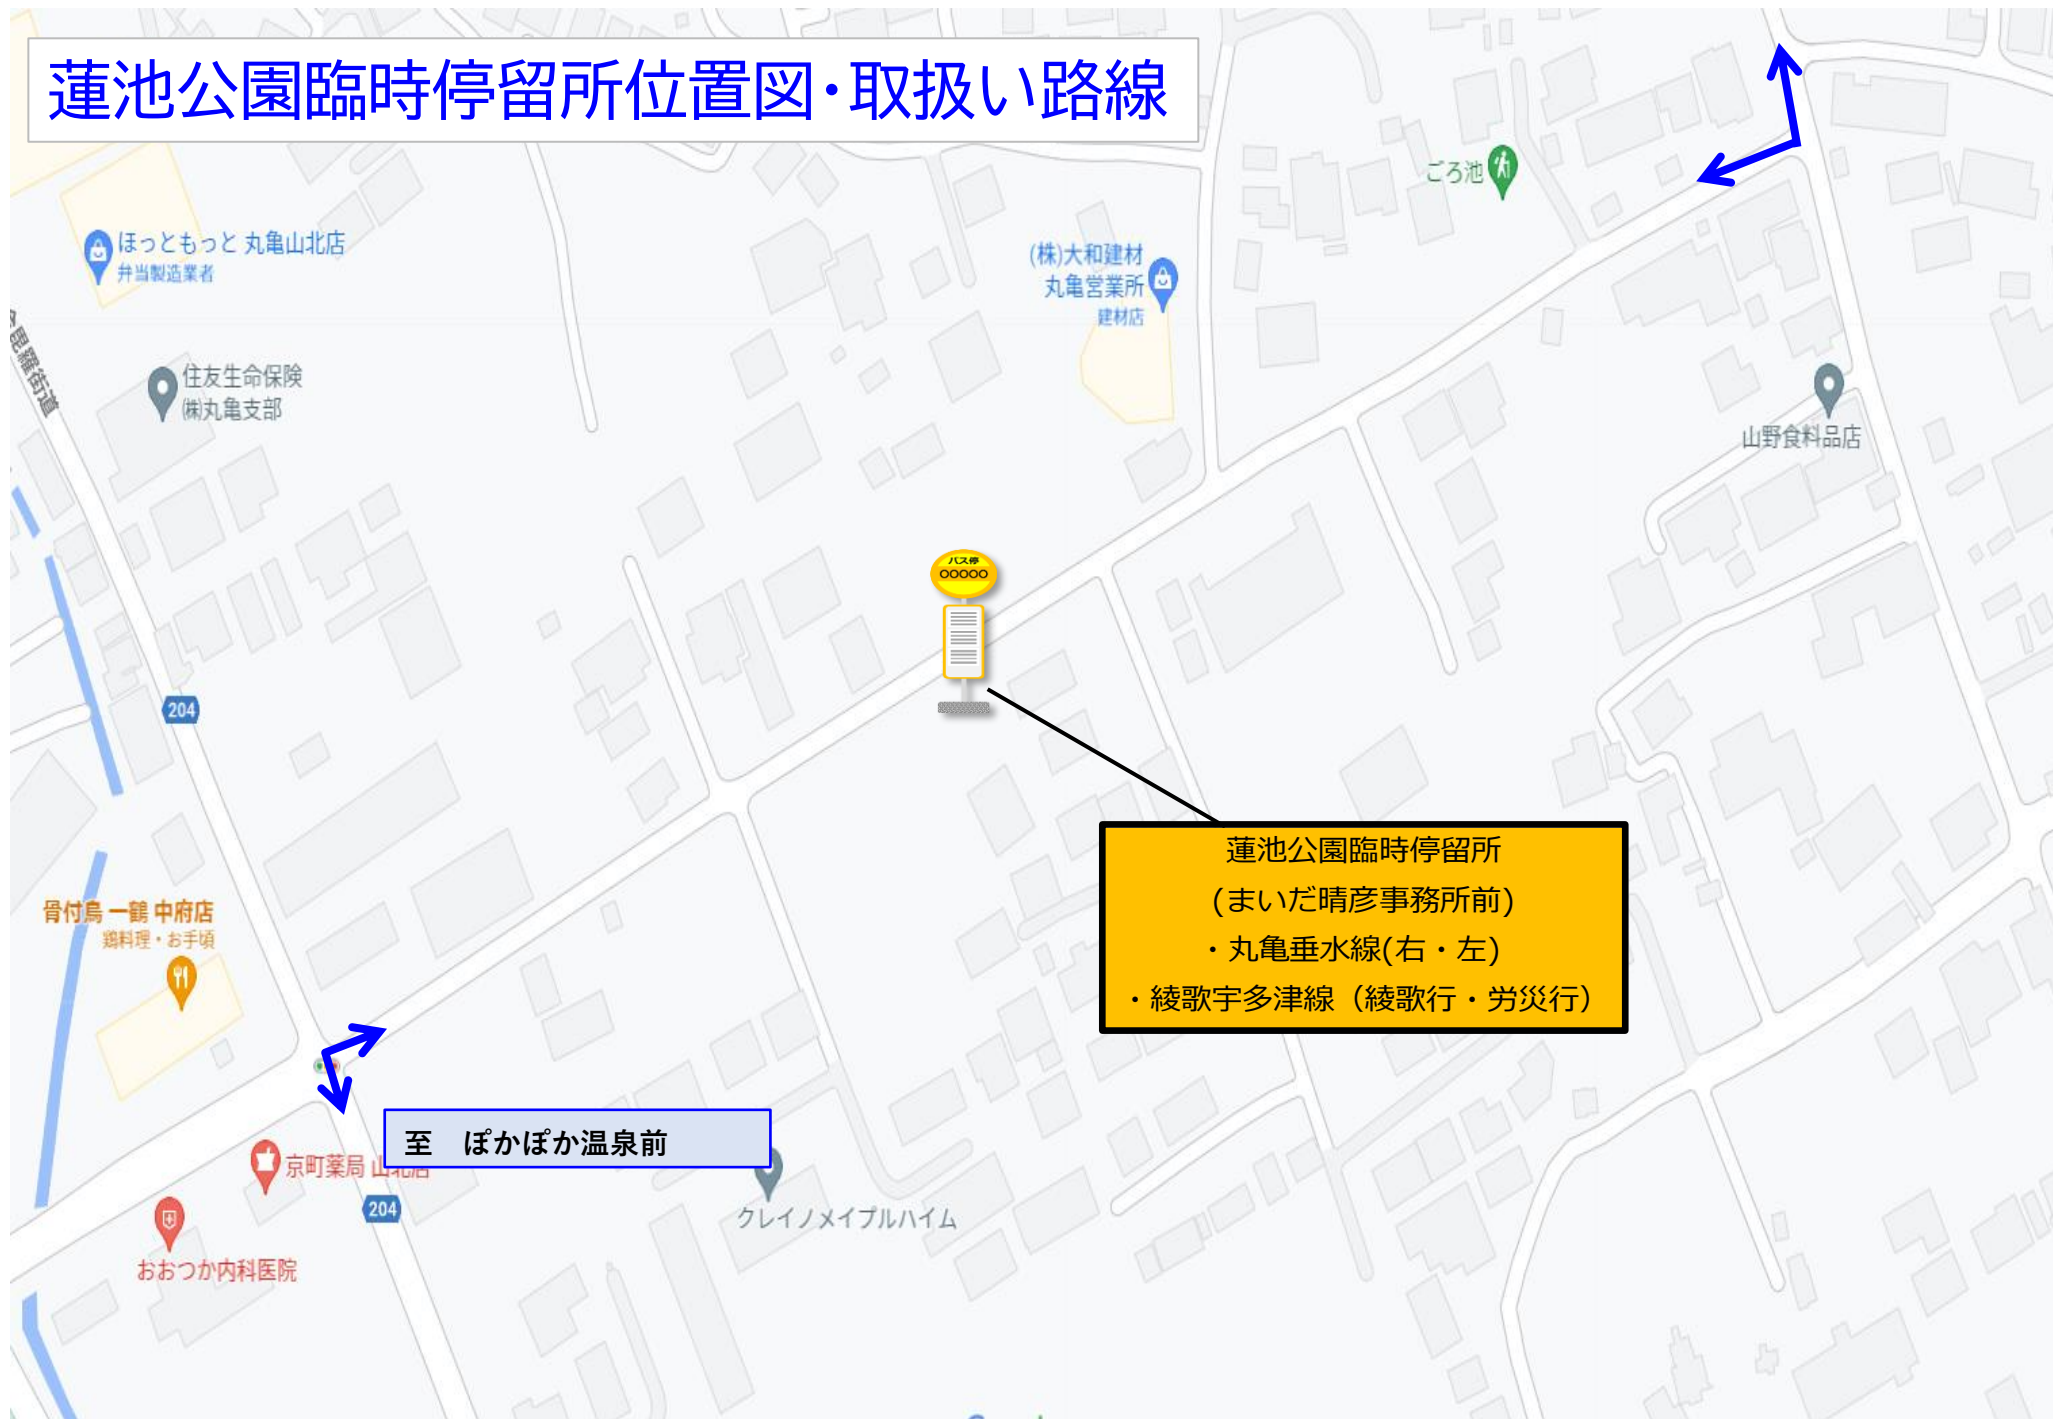 蓮池公園臨時停留所位置図・取扱い路線
ごろ池
ほっともっと 丸亀山北店
弁当製造業者
(株)大和建材
丸亀営業所
建材店
毘羅街道
住友生命保険
㈱丸亀支部
山野食料品店
バス停
OOOOO
204
蓮池公園臨時停留所
(まいだ晴彦事務所前)
・丸亀垂水線(右・左)
・綾歌宇多津線（綾歌行・労災行）
骨付鳥 一鶴 中府店
鶏料理・お手頃
至　ぽかぽか温泉前
京町薬局 山北店
204
クレイノメイプルハイム
おおつか内科医院